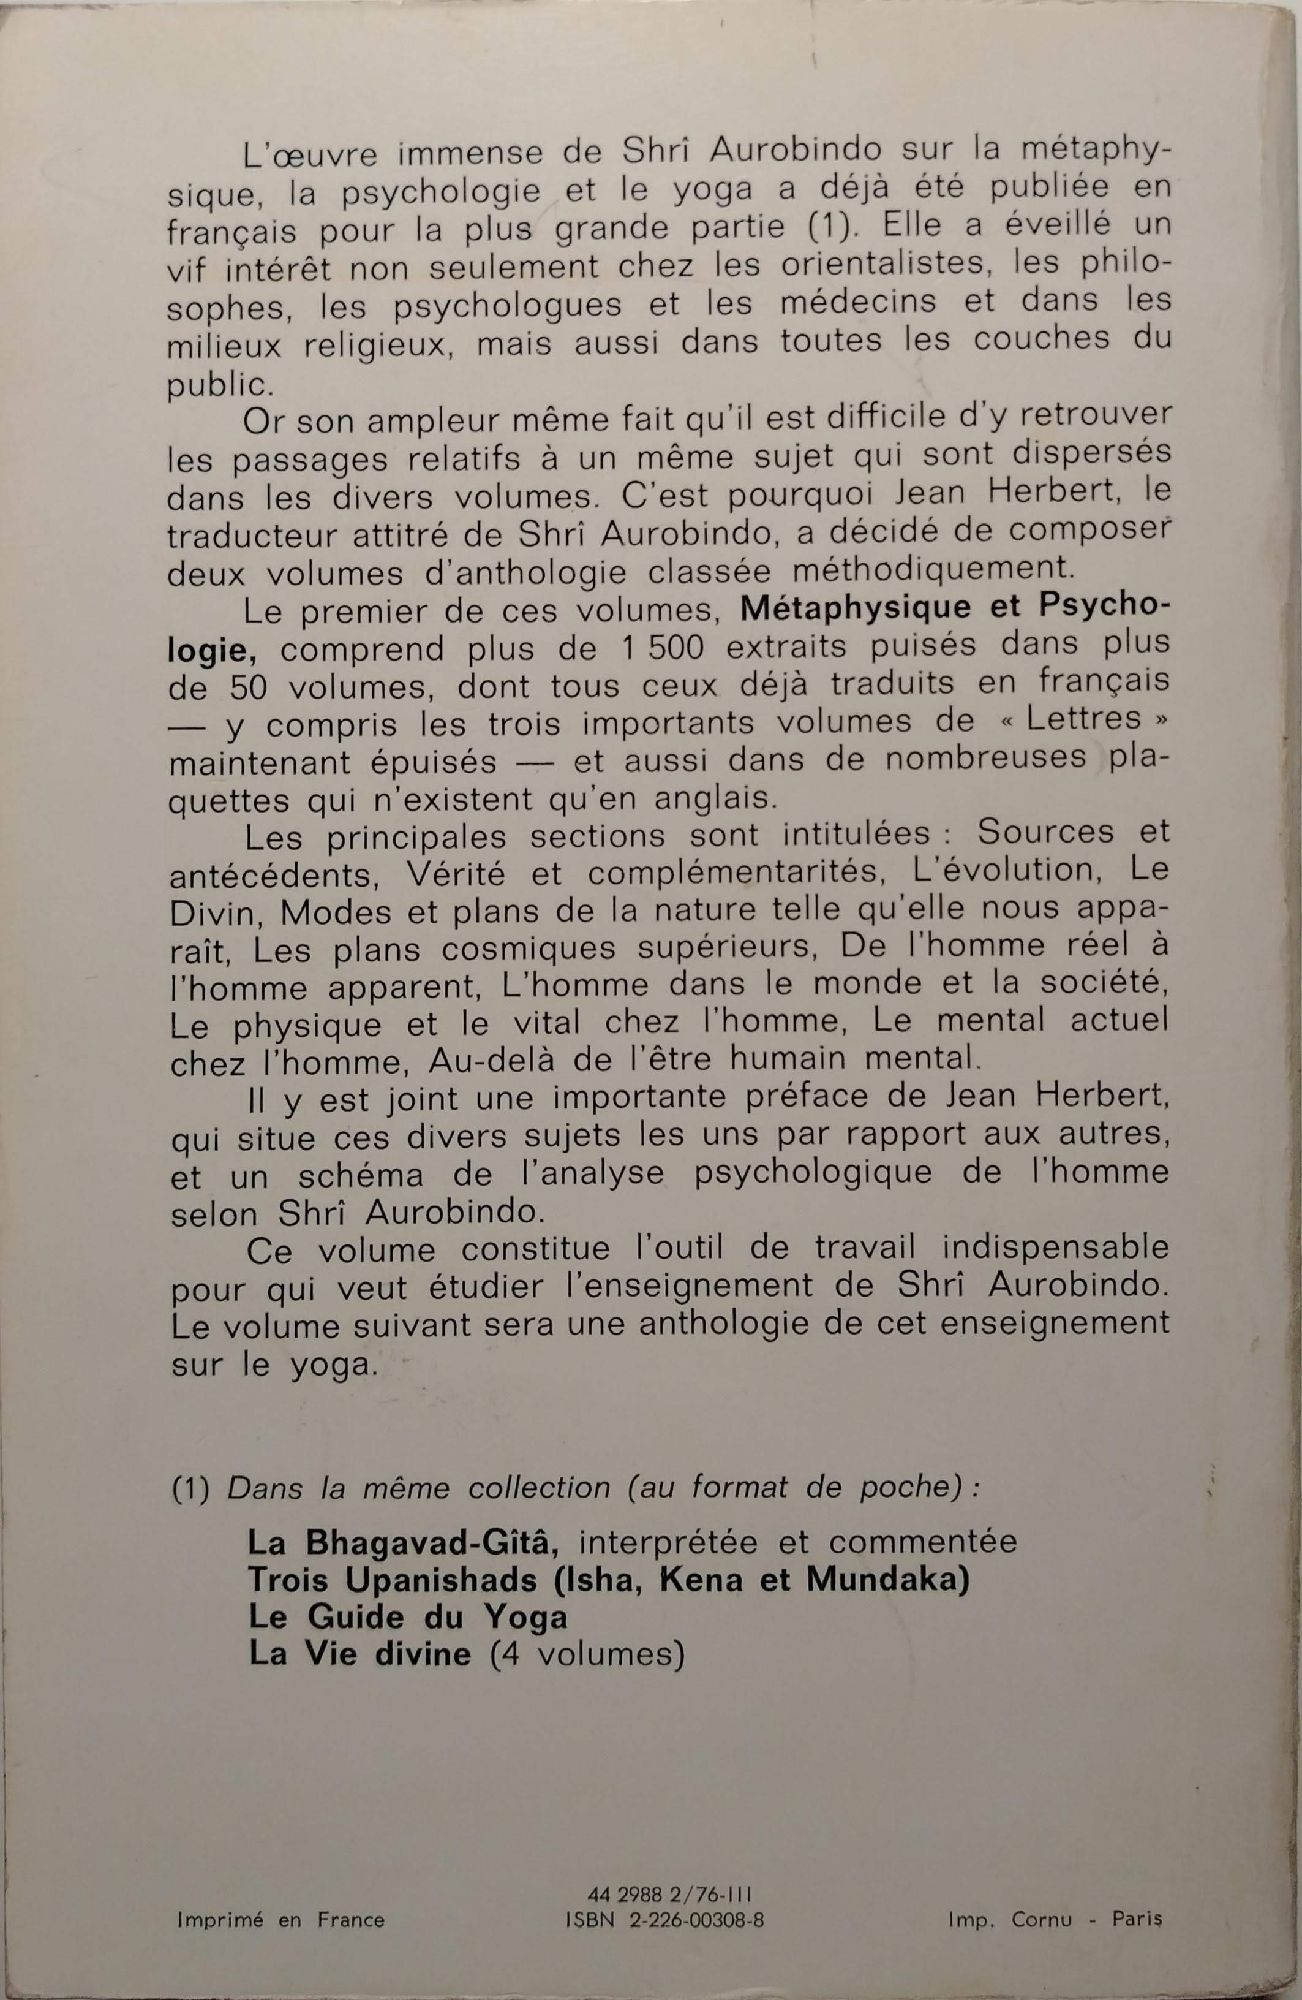 L'œuvre immense de Shrî Aurobindo sur la métaphy-
sique, la psychologie et le yoga a déjà été publiée en
français pour la plus grande partie (1). Elle a éveillé un
vif intérêt non seulement chez les orientalistes, les philo-
sophes, les psychologues et les médecins et dans les
milieux religieux, mais aussi dans toutes les couches du
public.
Or son ampleur même fait qu'il est difficile d'y retrouver
les passages relatifs à un même sujet qui sont dispersés
dans les divers volumes. C'est pourquoi Jean Herbert, le
traducteur attitré de Shrî Aurobindo, a décidé de composer
deux volumes d'anthologie classée méthodiquement.
Le premier de ces volumes, Métaphysique et Psycho-
logie, comprend plus de 1 500 extraits puisés dans plus
de 50 volumes, dont tous ceux déjà traduits en français
— y compris les trois importants volumes de « Lettres »
maintenant épuisés — et aussi dans de nombreuses pla-
quettes qui n'existent qu'en anglais.
Les principales sections sont intitulées : Sources et
antécédents, Vérité et complémentarités, L'évolution, Le
Divin, Modes et plans de la nature telle qu'elle nous appa-
raît, Les plans cosmiques supérieurs, De l'homme réel à
l'homme apparent, L'homme dans le monde et la société,
Le physique et le vital chez l'homme, Le mental actuel
chez l'homme, Au-delà de l'être humain mental.
Il y est joint une importante préface de Jean Herbert,
qui situe ces divers sujets les uns par rapport aux autres,
et un schéma de l'analyse psychologique de l'homme
selon Shrî Aurobindo.
Ce volume constitue l'outil de travail indispensable
pour qui veut étudier l'enseignement de Shrî Aurobindo.
Le volume suivant sera une anthologie de cet enseignement
sur le yoga.
(1) Dans la même collection (au format de poche) :
La Bhagavad-Gîtâ, interprétée et commentée
Trois Upanishads (Isha, Kena et Mundaka)
Le Guide du Yoga
La Vie divine (4 volumes)
44 2988 2/76-III
Imprimé en France ISBN 2-226-00308-8 Imp. Cornu - Paris